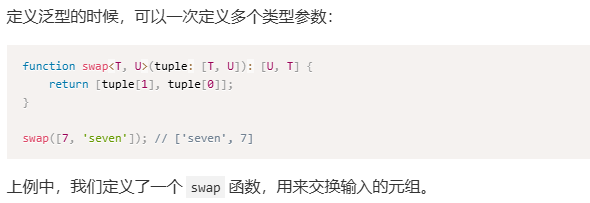 定义泛型的时候，可以一次定义多个类型参数：
function swap<T, U>(tuple: [T, U]): [U, T] {
    return [tuple[1], tuple[0]];
}
swap([7, 'seven']); // ['seven', 7]
上例中，我们定义了一个 swap 函数，用来交换输入的元组。